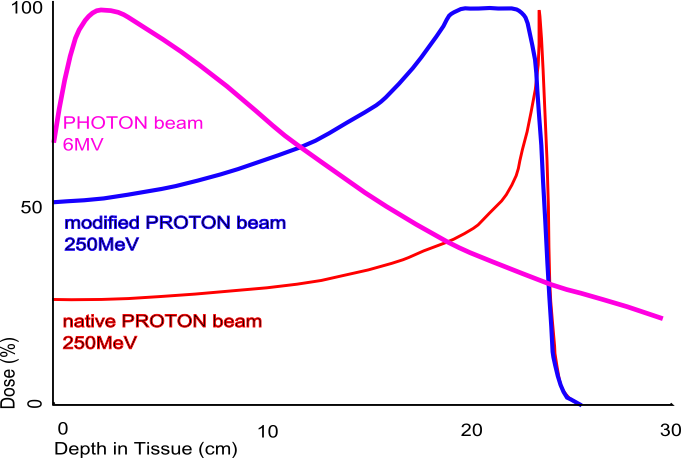 100
PHOTON beam
6MV
50
modified PROTON beam
250MeV
native PROTON beam
250MeV
Dose (%)
0
0
10
20
30
Depth in Tissue (cm)